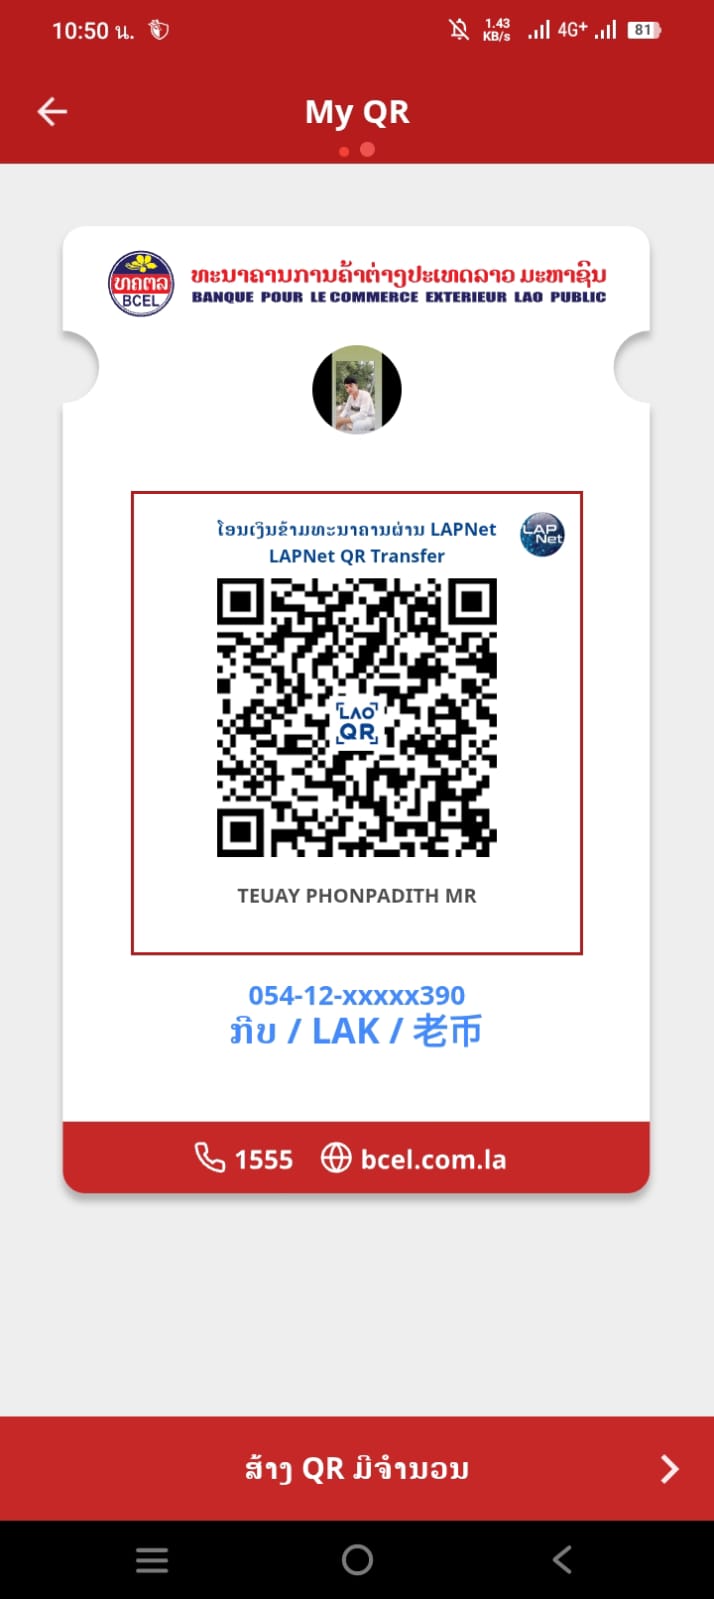 10:50 น.
1.43 KB/s 4G+ 81
My QR
ທຄຕລ
BCEL
ທະນາຄານການຄ້າຕ່າງປະເທດລາວ ມະຫາຊົນ
BANQUE POUR LE COMMERCE EXTERIEUR LAO PUBLIC
ໂອນເງິນຂ້າມທະນາຄານຜ່ານ LAPNet
LAP Net
LAPNet QR Transfer
LAO
QR
TEUAY PHONPADITH MR
054-12-xxxxx390
ກີບ / LAK / 老币
1555 bcel.com.la
ສ້າງ QR ມີຈຳນວນ